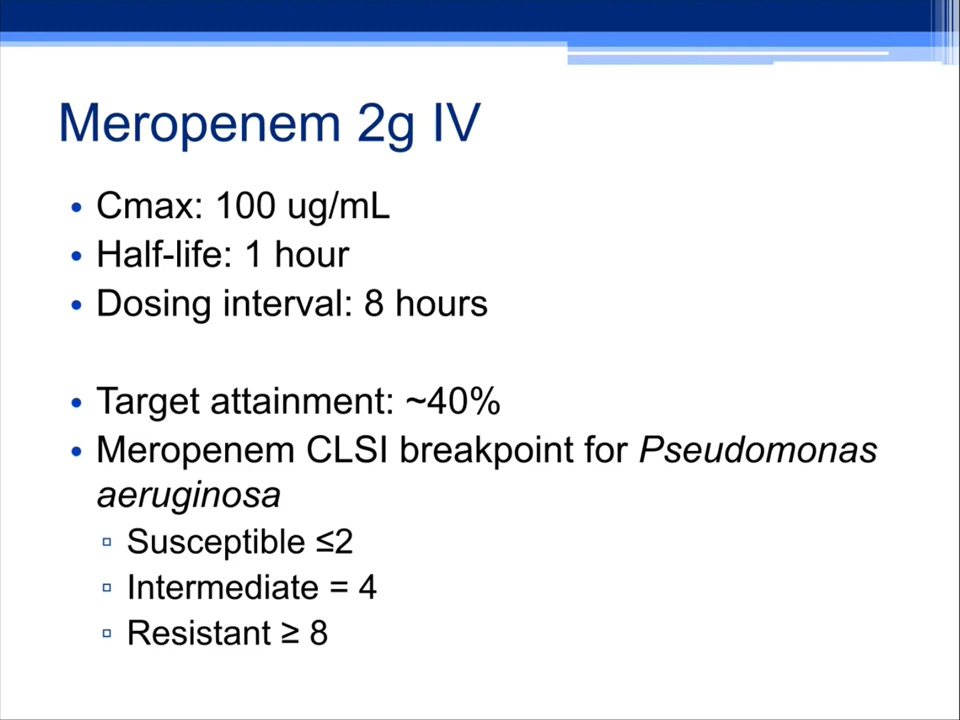 Meropenem 2g IV
• Cmax: 100 ug/mL
• Half-life: 1 hour
• Dosing interval: 8 hours
• Target attainment: ~40%
• Meropenem CLSI breakpoint for Pseudomonas
aeruginosa
▫ Susceptible ≤2
▫ Intermediate = 4
▫ Resistant ≥ 8